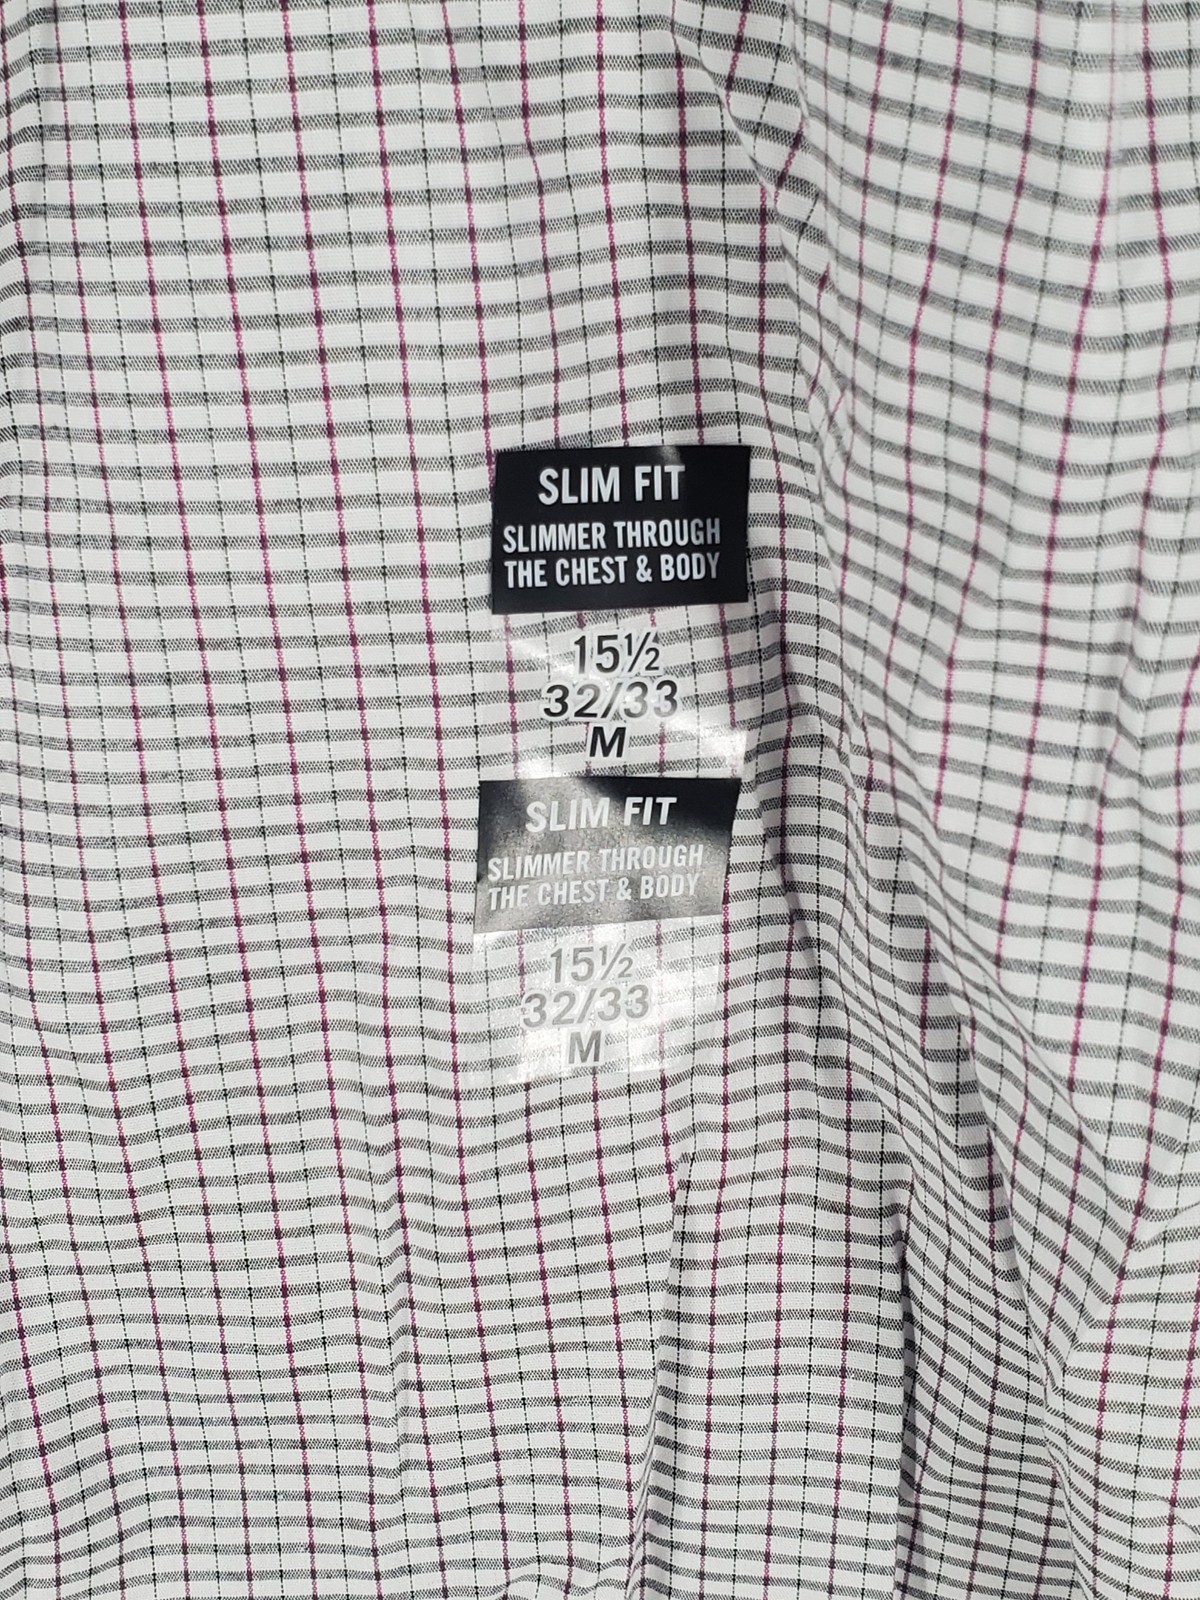 SLIM FIT
SLIMMER THROUGH
THE CHEST & BODY
15½
32/33
M
SLIM FIT
SLIMMER THROUGH
THE CHEST & BODY
15½
32/33
M